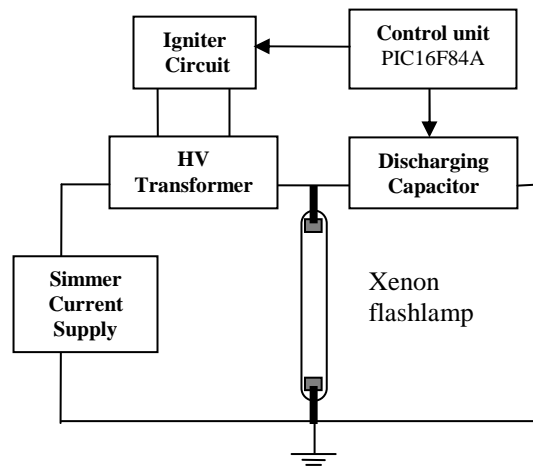 Igniter
Circuit
Control unit
PIC16F84A
HV
Transformer
Discharging
Capacitor
Simmer
Current
Supply
Xenon
flashlamp